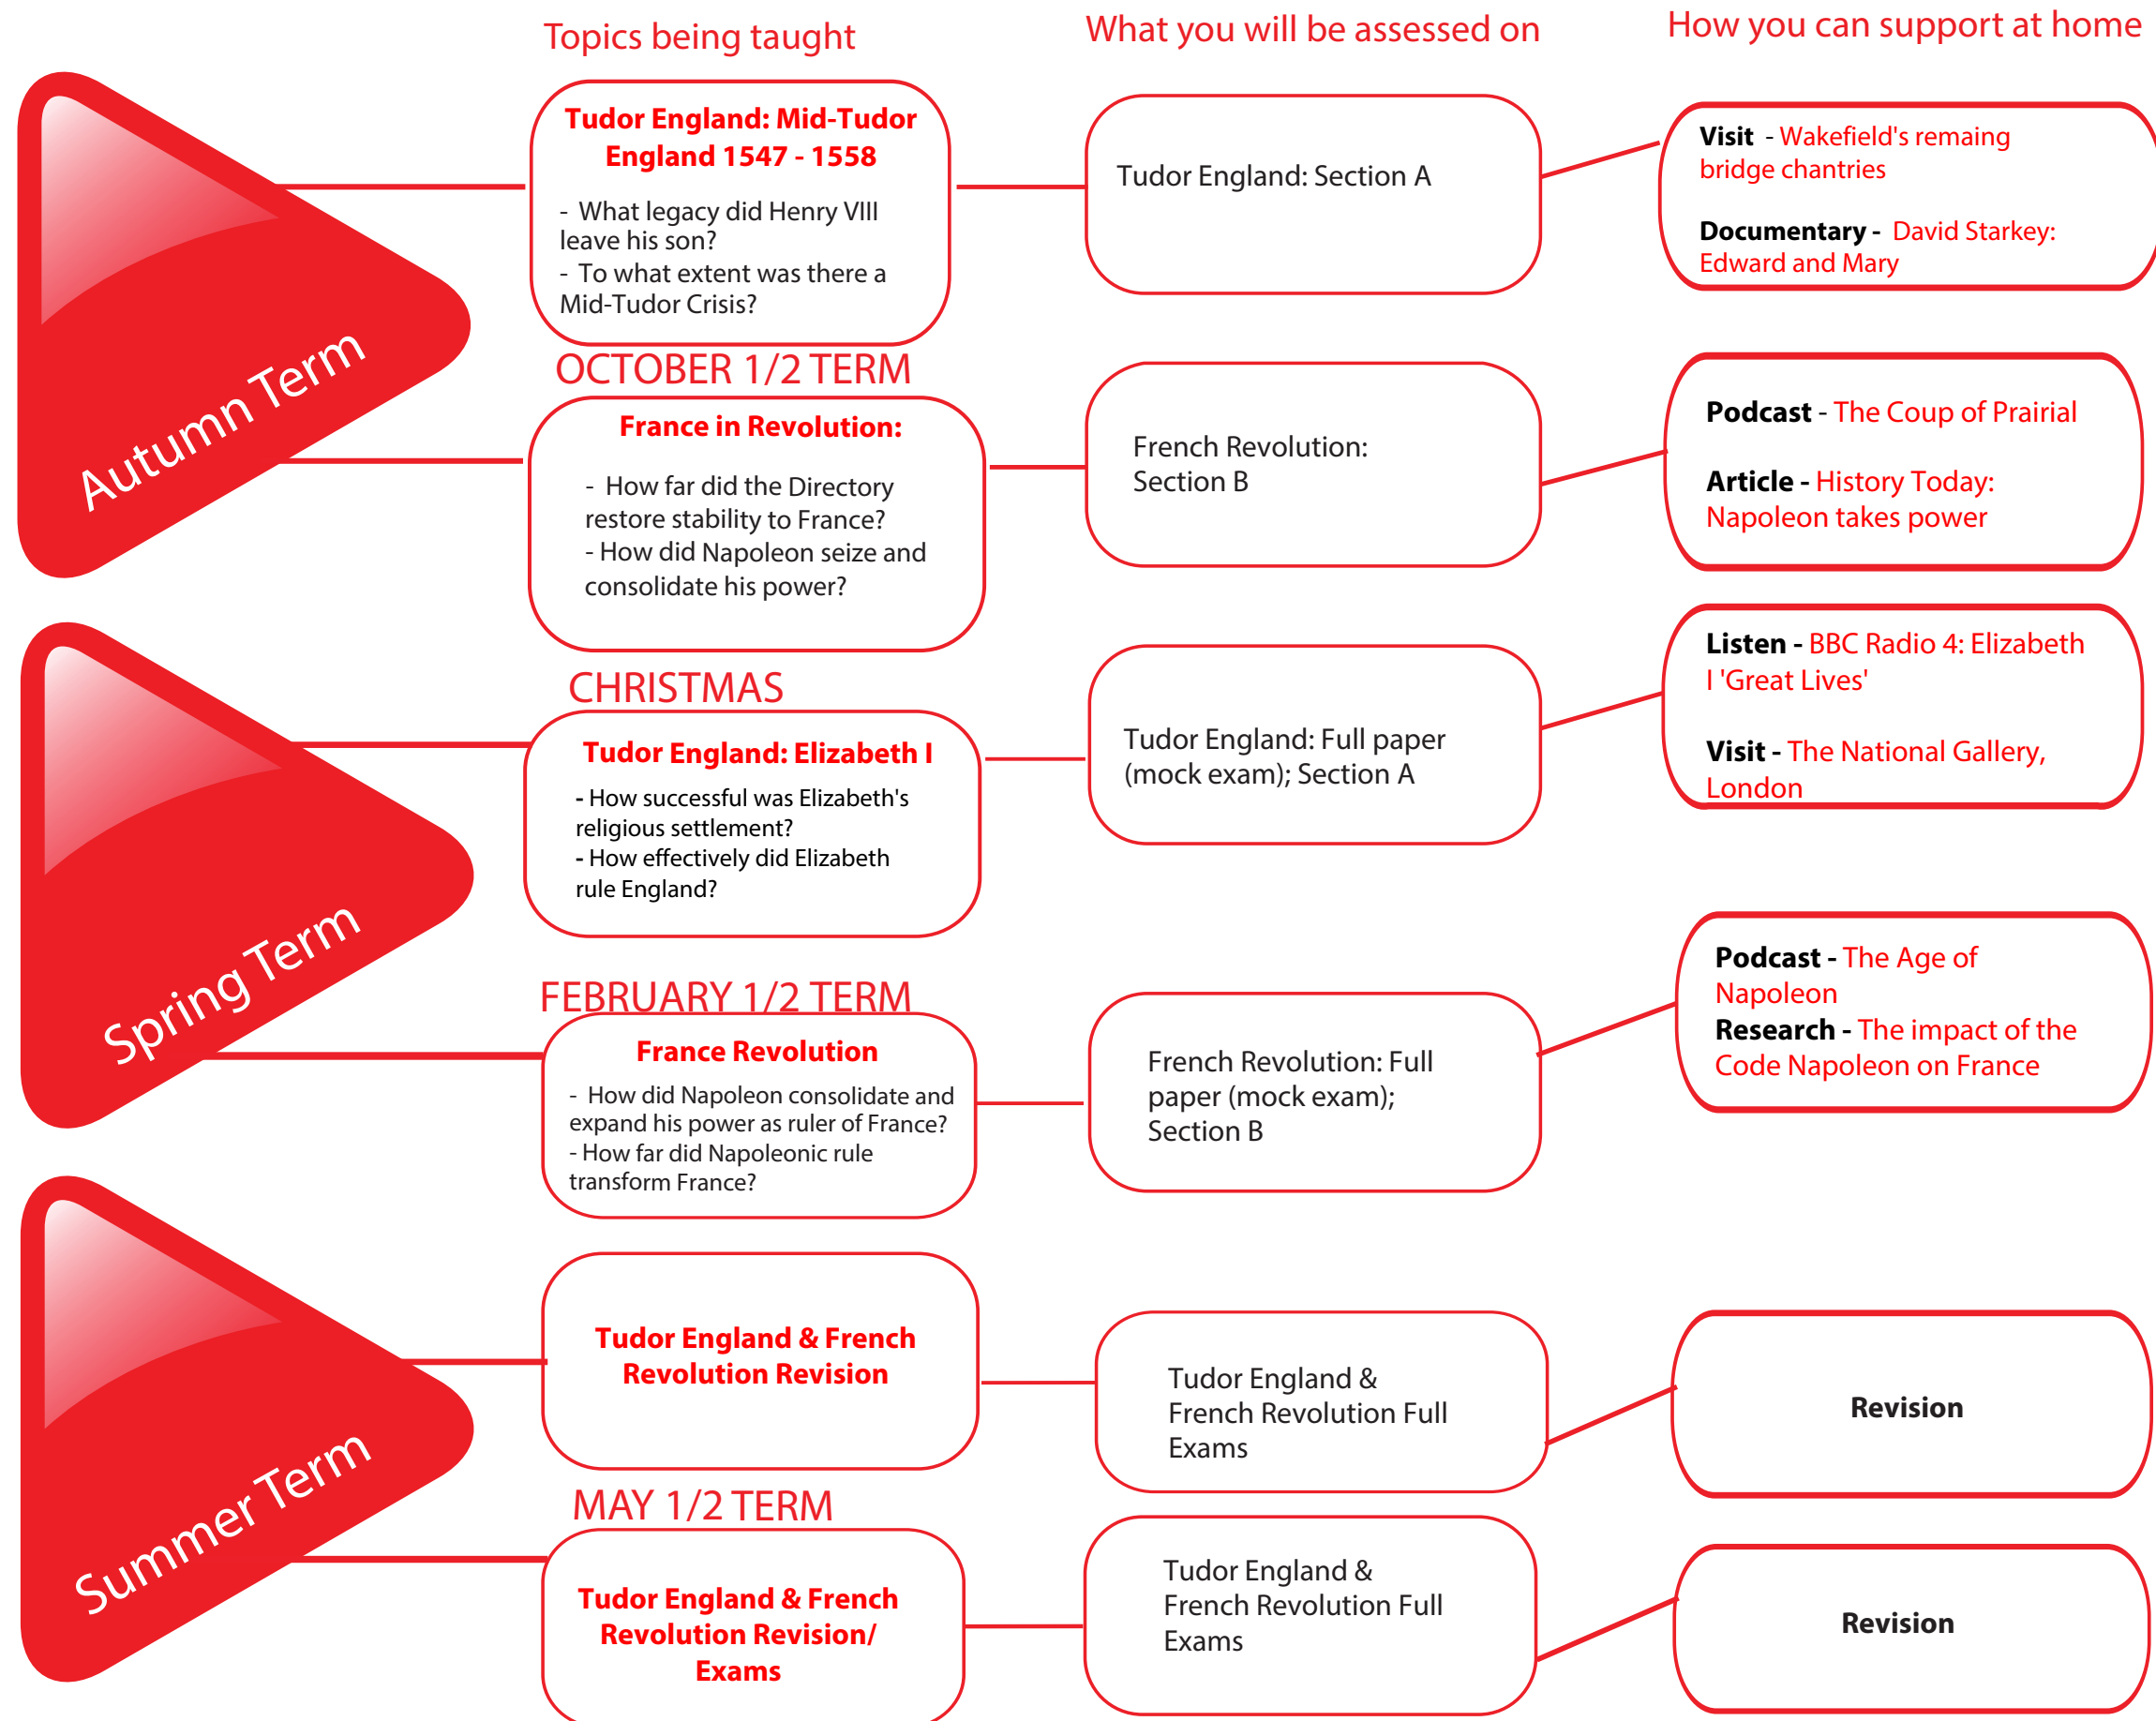 Topics being taught
What you will be assessed on
How you can support at home
Autumn Term
Tudor England: Mid-Tudor
England 1547 - 1558
- What legacy did Henry VIII
leave his son?
- To what extent was there a
Mid-Tudor Crisis?
Tudor England: Section A
Visit - Wakefield's remaing
bridge chantries
Documentary - David Starkey:
Edward and Mary
OCTOBER 1/2 TERM
France in Revolution:
- How far did the Directory
restore stability to France?
- How did Napoleon seize and
consolidate his power?
French Revolution:
Section B
Podcast - The Coup of Prairial
Article - History Today:
Napoleon takes power
CHRISTMAS
Spring Term
Tudor England: Elizabeth I
- How successful was Elizabeth's
religious settlement?
- How effectively did Elizabeth
rule England?
Tudor England: Full paper
(mock exam); Section A
Listen - BBC Radio 4: Elizabeth
I 'Great Lives'
Visit - The National Gallery,
London
FEBRUARY 1/2 TERM
France Revolution
- How did Napoleon consolidate and
expand his power as ruler of France?
- How far did Napoleonic rule
transform France?
French Revolution: Full
paper (mock exam);
Section B
Podcast - The Age of
Napoleon
Research - The impact of the
Code Napoleon on France
Summer Term
Tudor England & French
Revolution Revision
Tudor England &
French Revolution Full
Exams
Revision
MAY 1/2 TERM
Tudor England & French
Revolution Revision/
Exams
Tudor England &
French Revolution Full
Exams
Revision